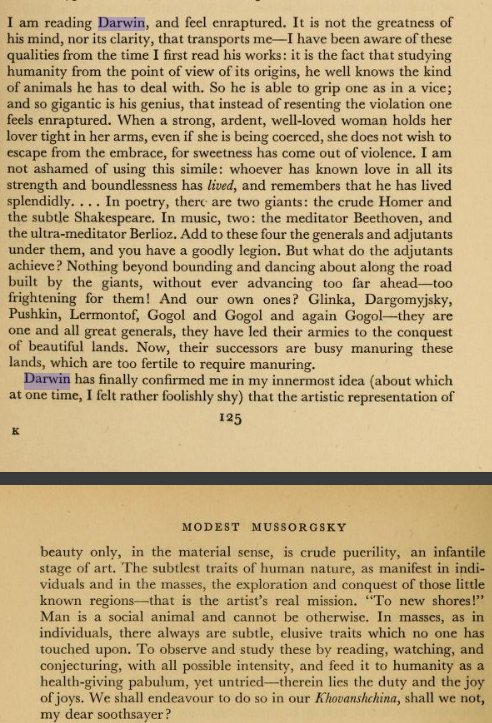 I am reading Darwin, and feel enraptured. It is not the greatness of
his mind, nor its clarity, that transports me—I have been aware of these
qualities from the time I first read his works: it is the fact that studying
humanity from the point of view of its origins, he well knows the kind
of animals he has to deal with. So he is able to grip one as in a vice;
and so gigantic is his genius, that instead of resenting the violation one
feels enraptured. When a strong, ardent, well-loved woman holds her
lover tight in her arms, even if she is being coerced, she does not wish to
escape from the embrace, for sweetness has come out of violence. I am
not ashamed of using this simile: whoever has known love in all its
strength and boundlessness has lived, and remembers that he has lived
splendidly. . . . In poetry, there are two giants: the crude Homer and
the subtle Shakespeare. In music, two: the meditator Beethoven, and
the ultra-meditator Berlioz. Add to these four the generals and adjutants
under them, and you have a goodly legion. But what do the adjutants
achieve? Nothing beyond bounding and dancing about along the road
built by the giants, without ever advancing too far ahead—too
frightening for them! And our own ones? Glinka, Dargomyjsky,
Pushkin, Lermontof, Gogol and Gogol and again Gogol—they are
one and all great generals, they have led their armies to the conquest
of beautiful lands. Now, their successors are busy manuring these
lands, which are too fertile to require manuring.
Darwin has finally confirmed me in my innermost idea (about which
at one time, I felt rather foolishly shy) that the artistic representation of
125
K
MODEST MUSSORGSKY
beauty only, in the material sense, is crude puerility, an infantile
stage of art. The subtlest traits of human nature, as manifest in indi-
viduals and in the masses, the exploration and conquest of those little
known regions—that is the artist's real mission. "To new shores!"
Man is a social animal and cannot be otherwise. In masses, as in
individuals, there always are subtle, elusive traits which no one has
touched upon. To observe and study these by reading, watching, and
conjecturing, with all possible intensity, and feed it to humanity as a
health-giving pabulum, yet untried—therein lies the duty and the joy
of joys. We shall endeavour to do so in our Khovanshchina, shall we not,
my dear soothsayer?